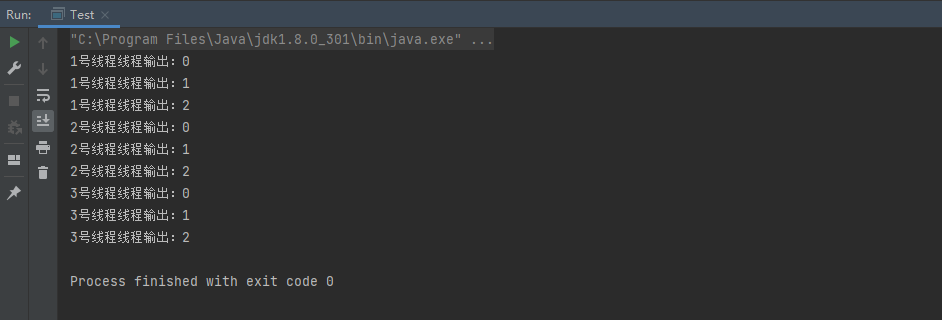 Run: Test
"C:\Program Files\Java\jdk1.8.0_301\bin\java.exe" ...
1号线程线程输出：0
1号线程线程输出：1
1号线程线程输出：2
2号线程线程输出：0
2号线程线程输出：1
2号线程线程输出：2
3号线程线程输出：0
3号线程线程输出：1
3号线程线程输出：2
Process finished with exit code 0